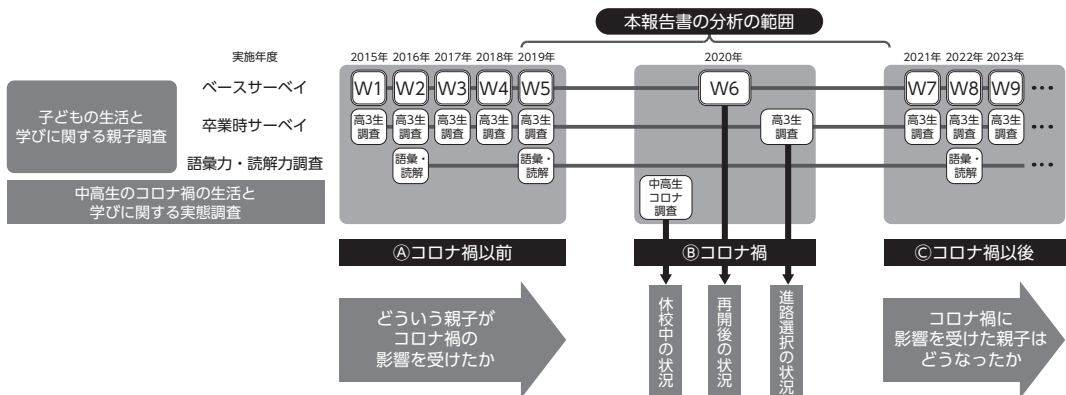 本報告書の分析の範囲
実施年度
2015年 2016年 2017年 2018年 2019年
2020年
2021年 2022年 2023年
子どもの生活と
学びに関する親子調査
ベースサーベイ
W1 W2 W3 W4 W5
W6
W7 W8 W9 •••
卒業時サーベイ
高3生
調査
高3生
調査
高3生
調査
高3生
調査
高3生
調査
高3生
調査
高3生
調査
高3生
調査
高3生
調査
•••
語彙力・読解力調査
語彙・
読解
語彙・
読解
語彙・
読解
•••
中高生のコロナ禍の生活と
学びに関する実態調査
中高生
コロナ
調査
Ⓐコロナ禍以前
Ⓑコロナ禍
Ⓒコロナ禍以後
どういう親子が
コロナ禍の
影響を受けたか
休校中の状況
再開後の状況
進路選択の状況
コロナ禍に
影響を受けた親子は
どうなったか